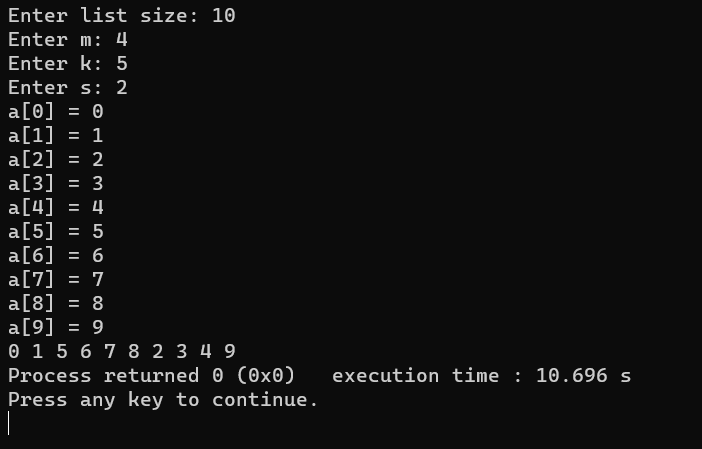 Enter list size: 10
Enter m: 4
Enter k: 5
Enter s: 2
a[0] = 0
a[1] = 1
a[2] = 2
a[3] = 3
a[4] = 4
a[5] = 5
a[6] = 6
a[7] = 7
a[8] = 8
a[9] = 9
0 1 5 6 7 8 2 3 4 9
Process returned 0 (0x0)   execution time : 10.696 s
Press any key to continue.